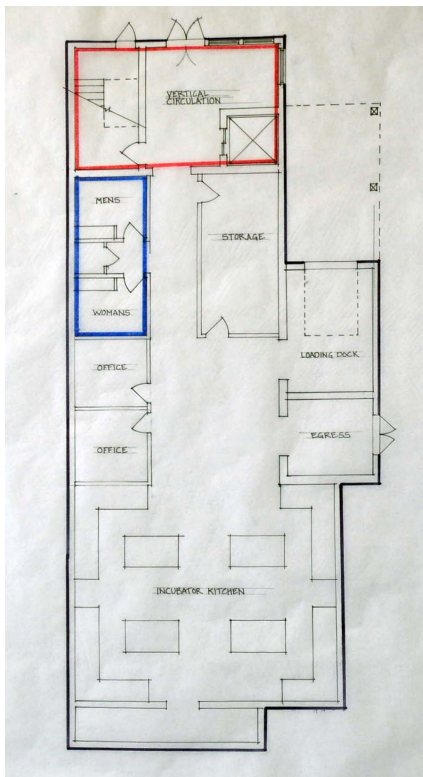 VERTICAL
CIRCULATION
MENS
STORAGE
WOMANS
LOADING DOCK
OFFICE
EGRESS
OFFICE
INCUBATOR KITCHEN